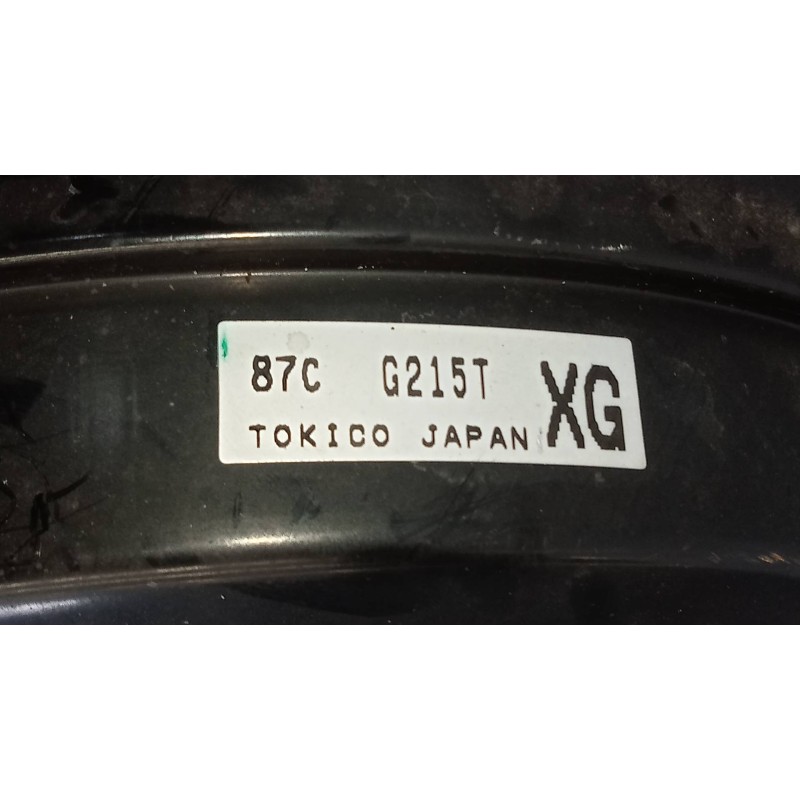 87C G215T XG
TOKICO JAPAN